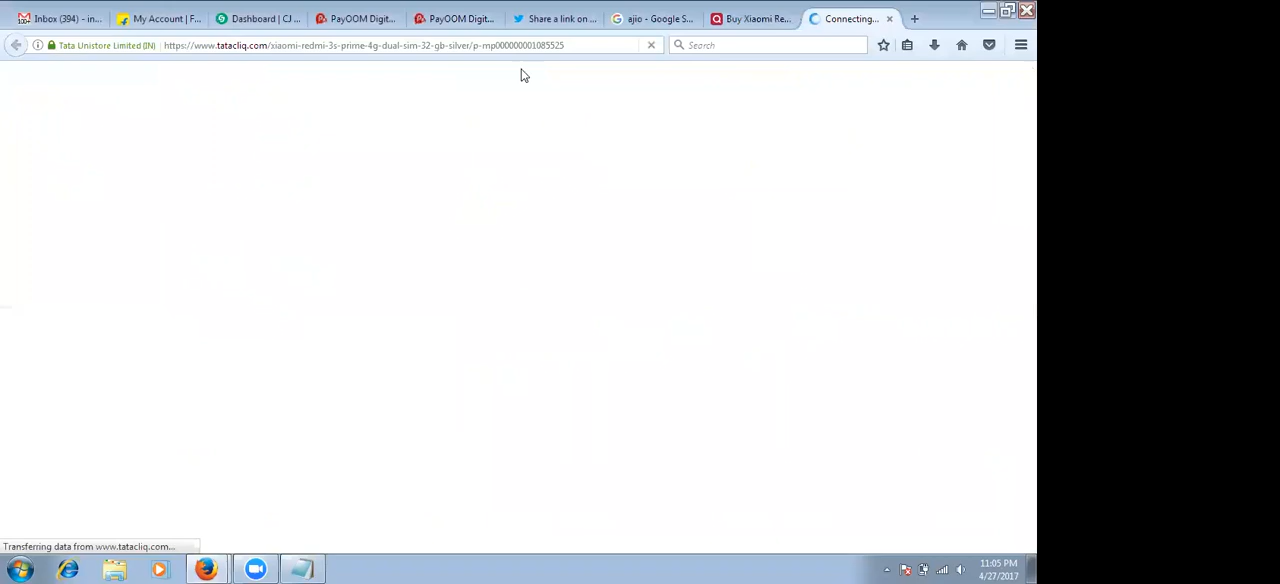 Inbox (394) - in...
My Account | F...
Dashboard | CJ ...
PayOOM Digit...
PayOOM Digit...
Share a link on ...
ajio - Google S...
Buy Xiaomi Re...
Connecting...
Tata Unistore Limited (IN)
https://www.tatacliq.com/xiaomi-redmi-3s-prime-4g-dual-sim-32-gb-silver/p-mp000000001085525
Search
Transferring data from www.tatacliq.com...
11:05 PM
4/27/2017